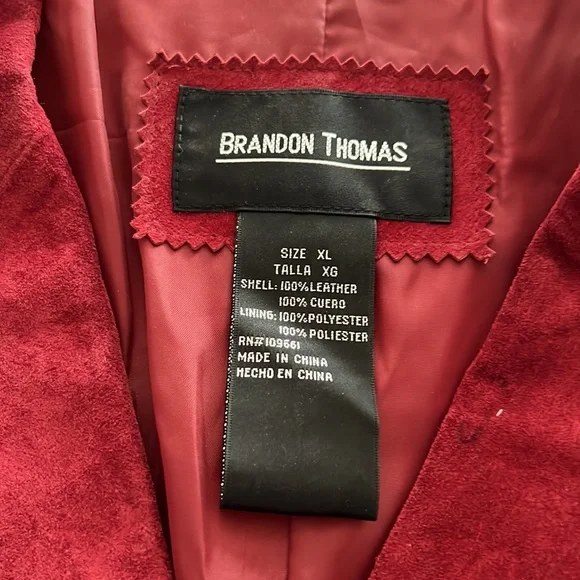 BRANDON THOMAS
SIZE XL
TALLA XG
SHELL: 100% LEATHER
100% CUERO
LINING: 100% POLYESTER
100% POLIESTER
RN# 109661
MADE IN CHINA
HECHO EN CHINA